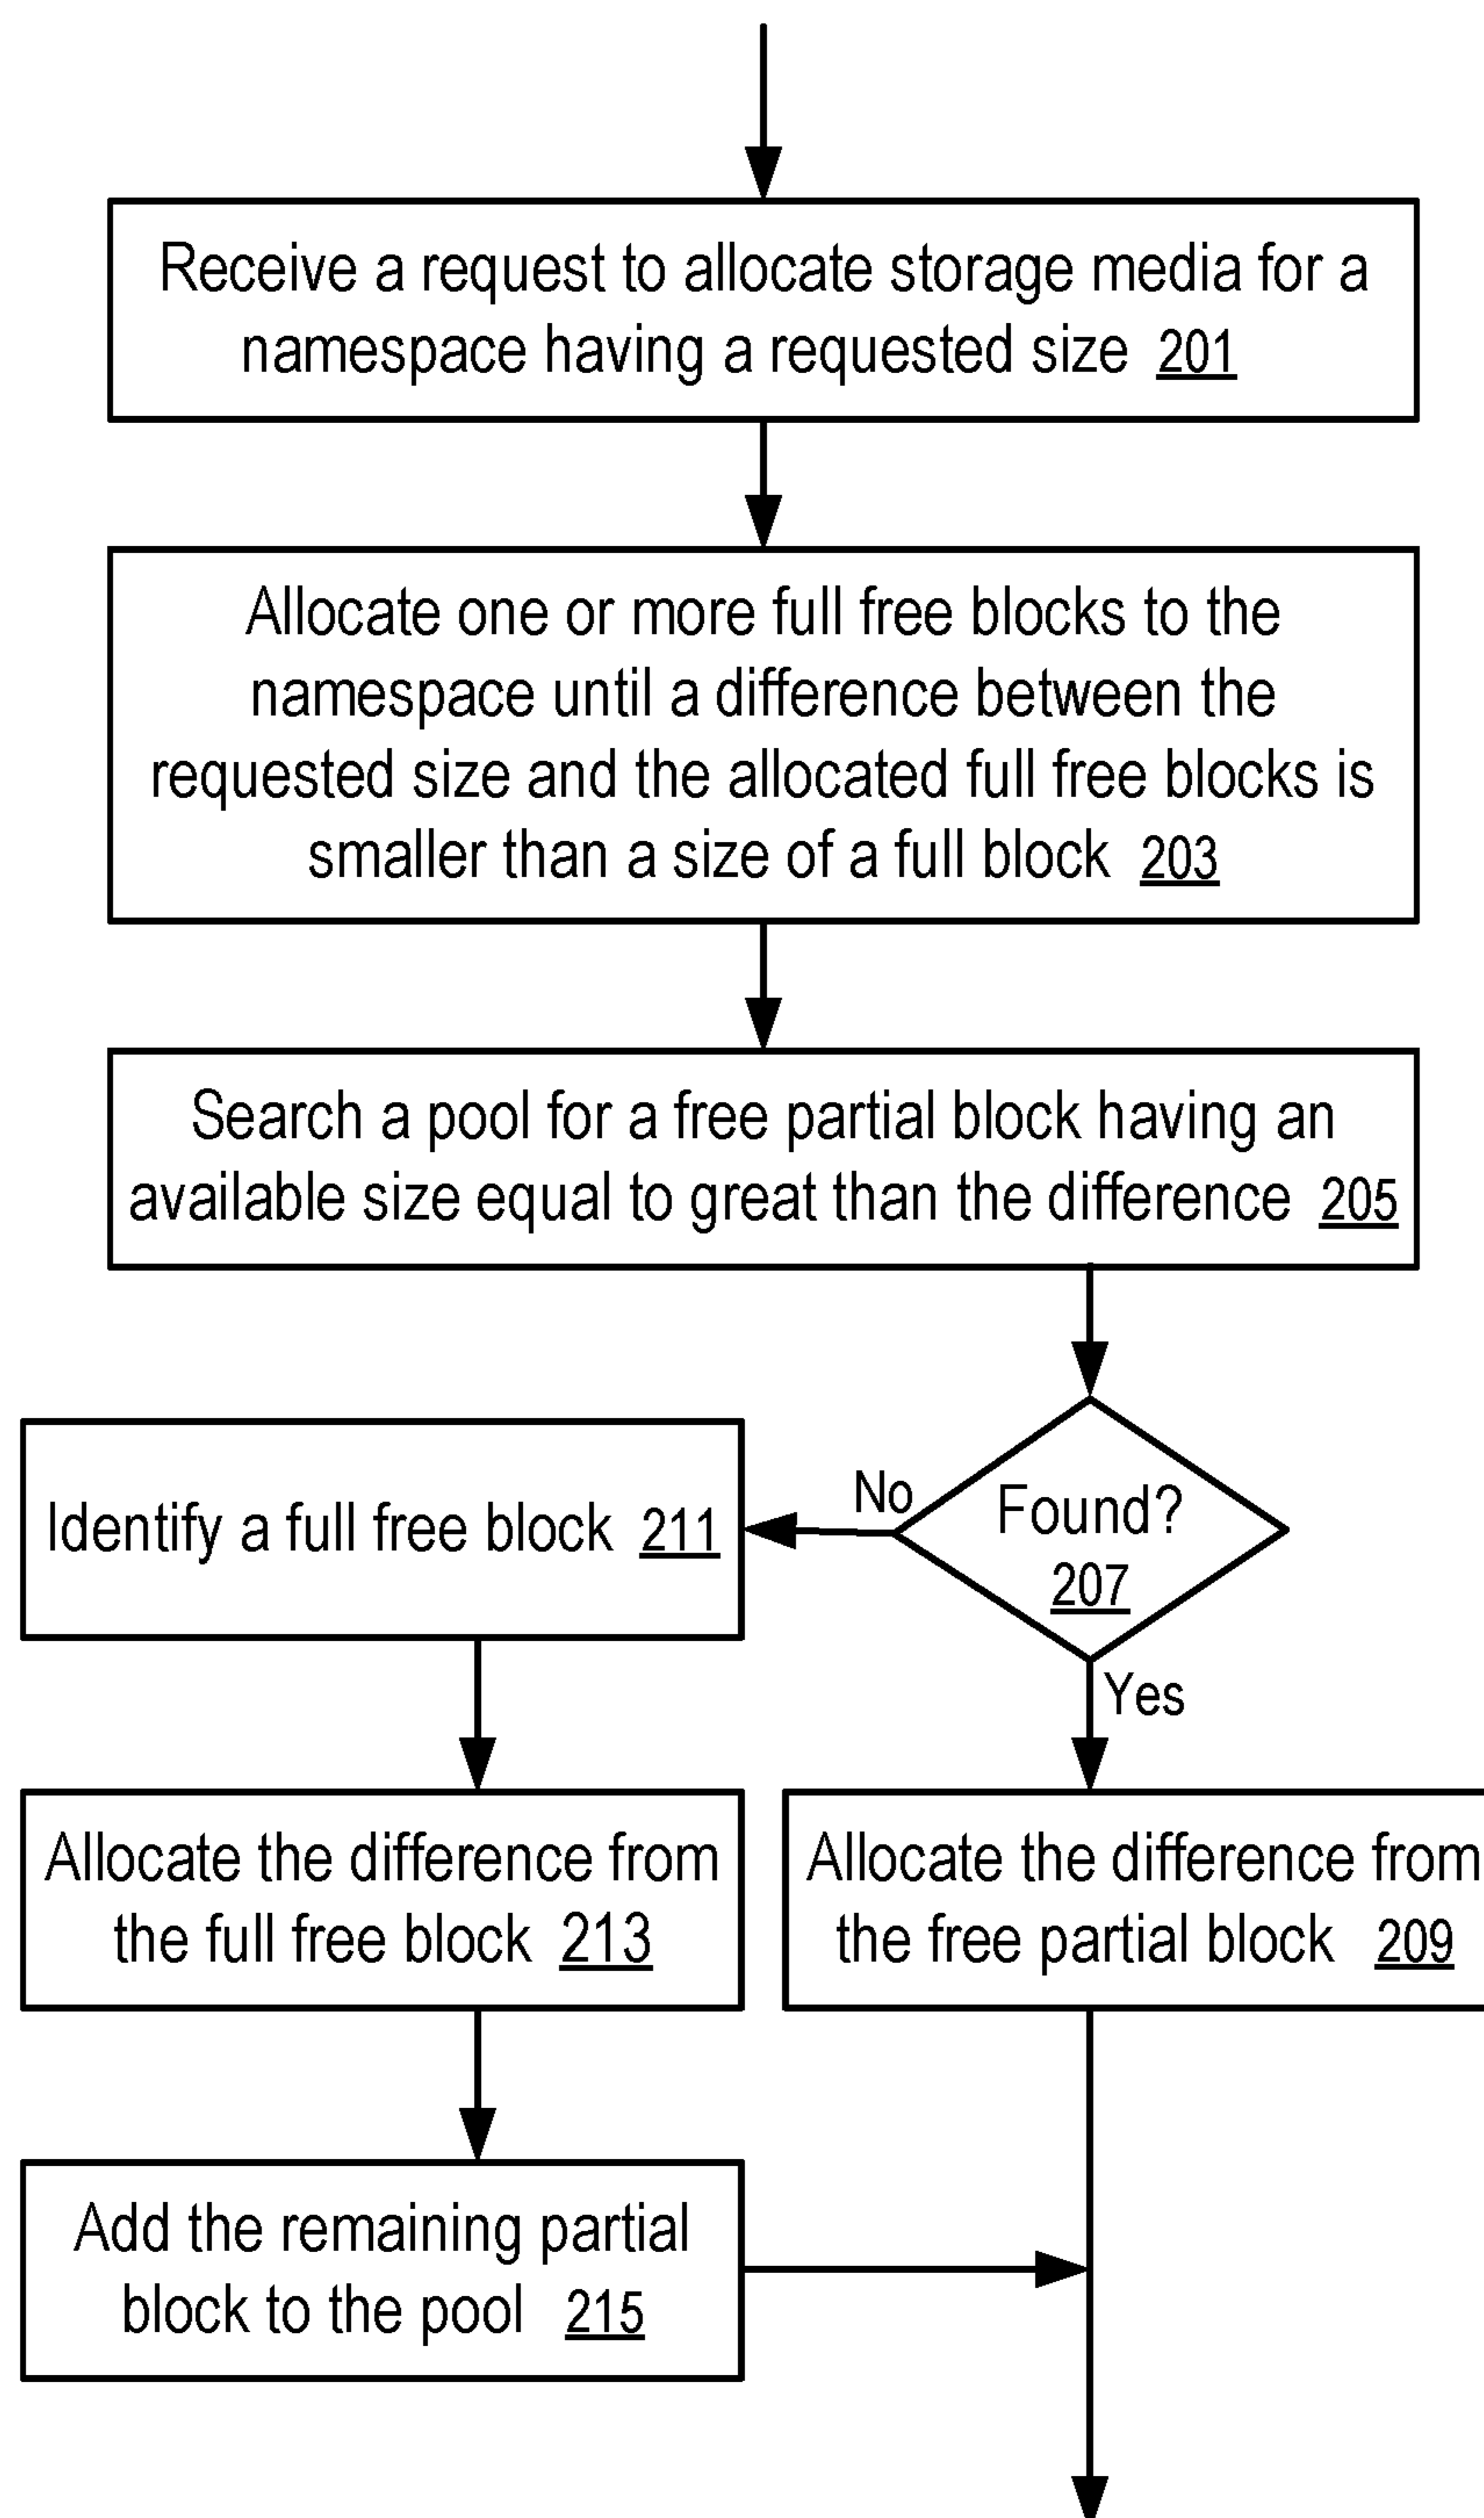 Receive a request to allocate storage media for a
namespace having a requested size 201
Allocate one or more full free blocks to the
namespace until a difference between the
requested size and the allocated full free blocks is
smaller than a size of a full block 203
Search a pool for a free partial block having an
available size equal to great than the difference 205
Found?
207
No
Identify a full free block 211
Yes
Allocate the difference from
the full free block 213
Allocate the difference from
the free partial block 209
Add the remaining partial
block to the pool 215